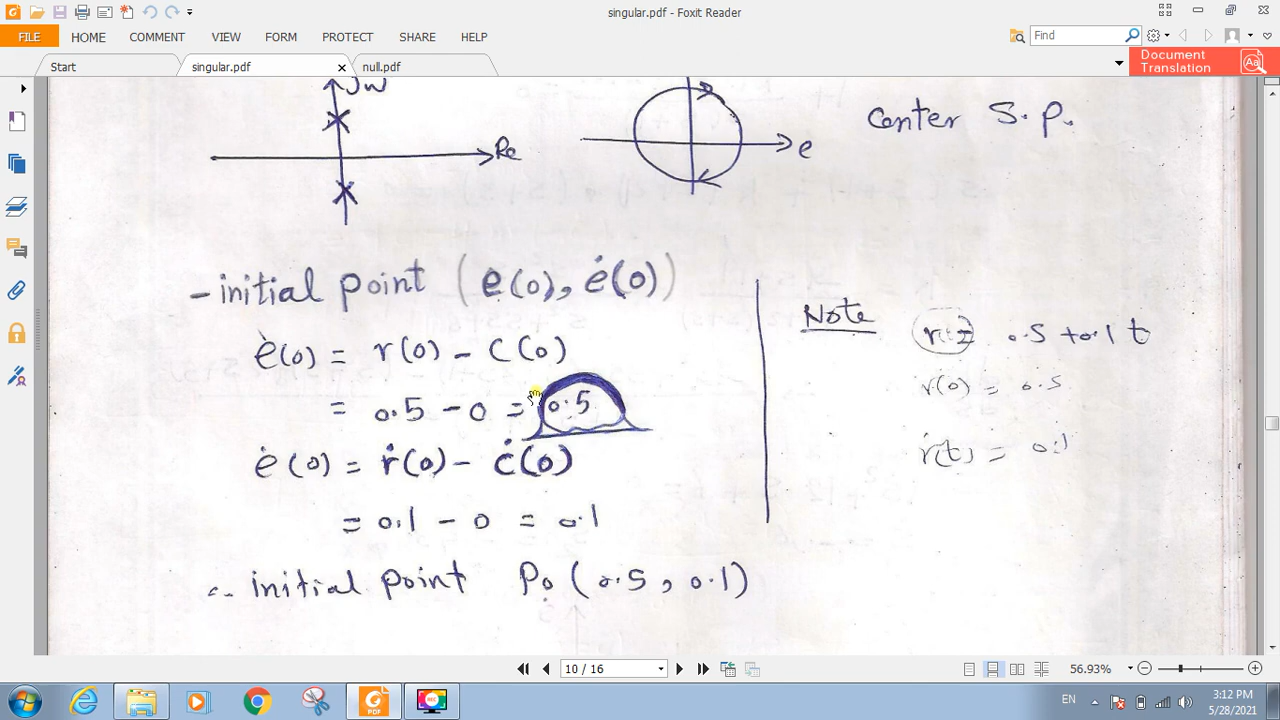 singular.pdf - Foxit Reader
FILE HOME COMMENT VIEW FORM PROTECT SHARE HELP
Find
Start singular.pdf null.pdf
Document Translation
jw
Re
e
Center S.P.
- initial point (e(0), ė(0))
e(0) = r(0) - C(0)
= 0.5 - 0 = 0.5
ė(0) = ṙ(0) - ċ(0)
= 0.1 - 0 = 0.1
∴ initial point P0 (0.5, 0.1)
Note
r = 0.5 + 0.1 t
r(0) = 0.5
ṙ(t) = 0.1
10 / 16
56.93%
EN
3:12 PM
5/28/2021